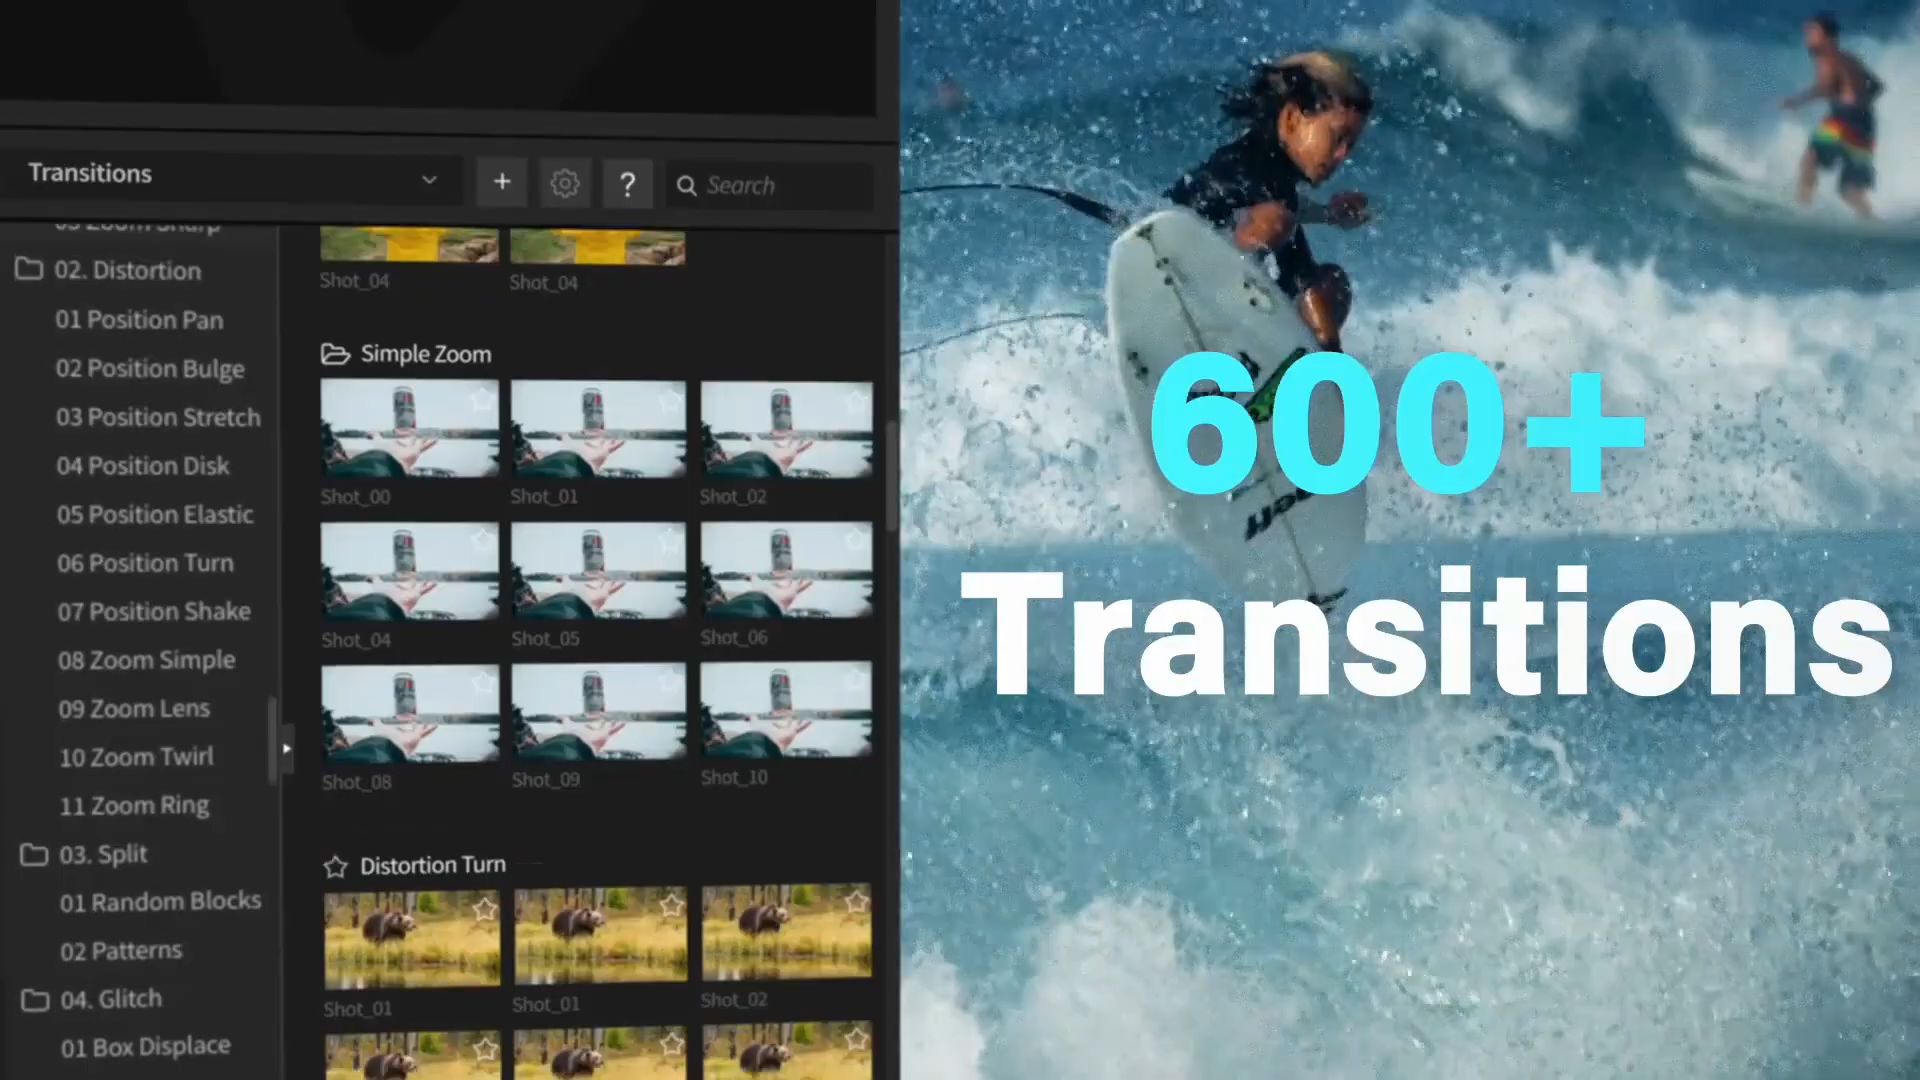 Transitions
?
Search
03 Zoom Sharp
02. Distortion
01 Position Pan
02 Position Bulge
03 Position Stretch
04 Position Disk
05 Position Elastic
06 Position Turn
07 Position Shake
08 Zoom Simple
09 Zoom Lens
10 Zoom Twirl
11 Zoom Ring
03. Split
01 Random Blocks
02 Patterns
04. Glitch
01 Box Displace
Shot_04
Shot_04
Simple Zoom
Shot_00
Shot_01
Shot_02
Shot_04
Shot_05
Shot_06
Shot_08
Shot_09
Shot_10
Distortion Turn
Shot_01
Shot_01
Shot_02
600+
Transitions